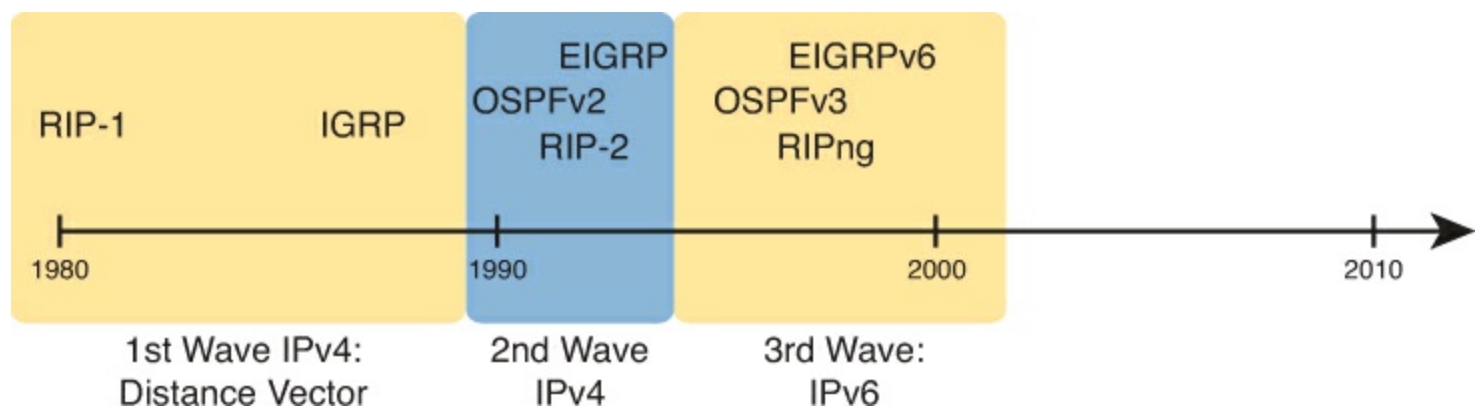 EIGRP
EIGRPv6
OSPFv2
OSPFv3
RIP-1
IGRP
RIP-2
RIPng
1980
1990
2000
2010
1st Wave IPv4:
Distance Vector
2nd Wave
IPv4
3rd Wave:
IPv6